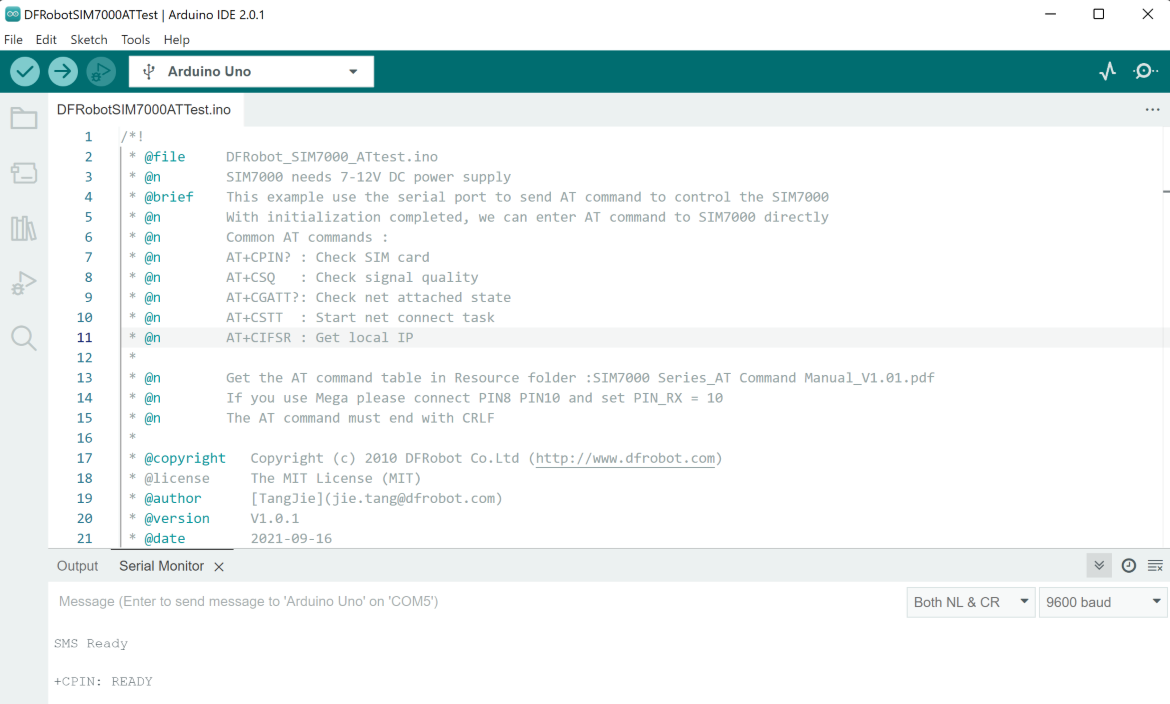 DFRobotSIM7000ATTest | Arduino IDE 2.0.1
File Edit Sketch Tools Help
Arduino Uno
DFRobotSIM7000ATTest.ino
1 /*!
2 * @file DFRobot_SIM7000_ATtest.ino
3 * @n SIM7000 needs 7-12V DC power supply
4 * @brief This example use the serial port to send AT command to control the SIM7000
5 * @n With initialization completed, we can enter AT command to SIM7000 directly
6 * @n Common AT commands :
7 * @n AT+CPIN? : Check SIM card
8 * @n AT+CSQ : Check signal quality
9 * @n AT+CGATT?: Check net attached state
10 * @n AT+CSTT : Start net connect task
11 * @n AT+CIFSR : Get local IP
12 *
13 * @n Get the AT command table in Resource folder :SIM7000 Series_AT Command Manual_V1.01.pdf
14 * @n If you use Mega please connect PIN8 PIN10 and set PIN_RX = 10
15 * @n The AT command must end with CRLF
16 *
17 * @copyright Copyright (c) 2010 DFRobot Co.Ltd (http://www.dfrobot.com)
18 * @license The MIT License (MIT)
19 * @author [TangJie](jie.tang@dfrobot.com)
20 * @version V1.0.1
21 * @date 2021-09-16
Output Serial Monitor
Message (Enter to send message to 'Arduino Uno' on 'COM5')
Both NL & CR 9600 baud
SMS Ready
+CPIN: READY